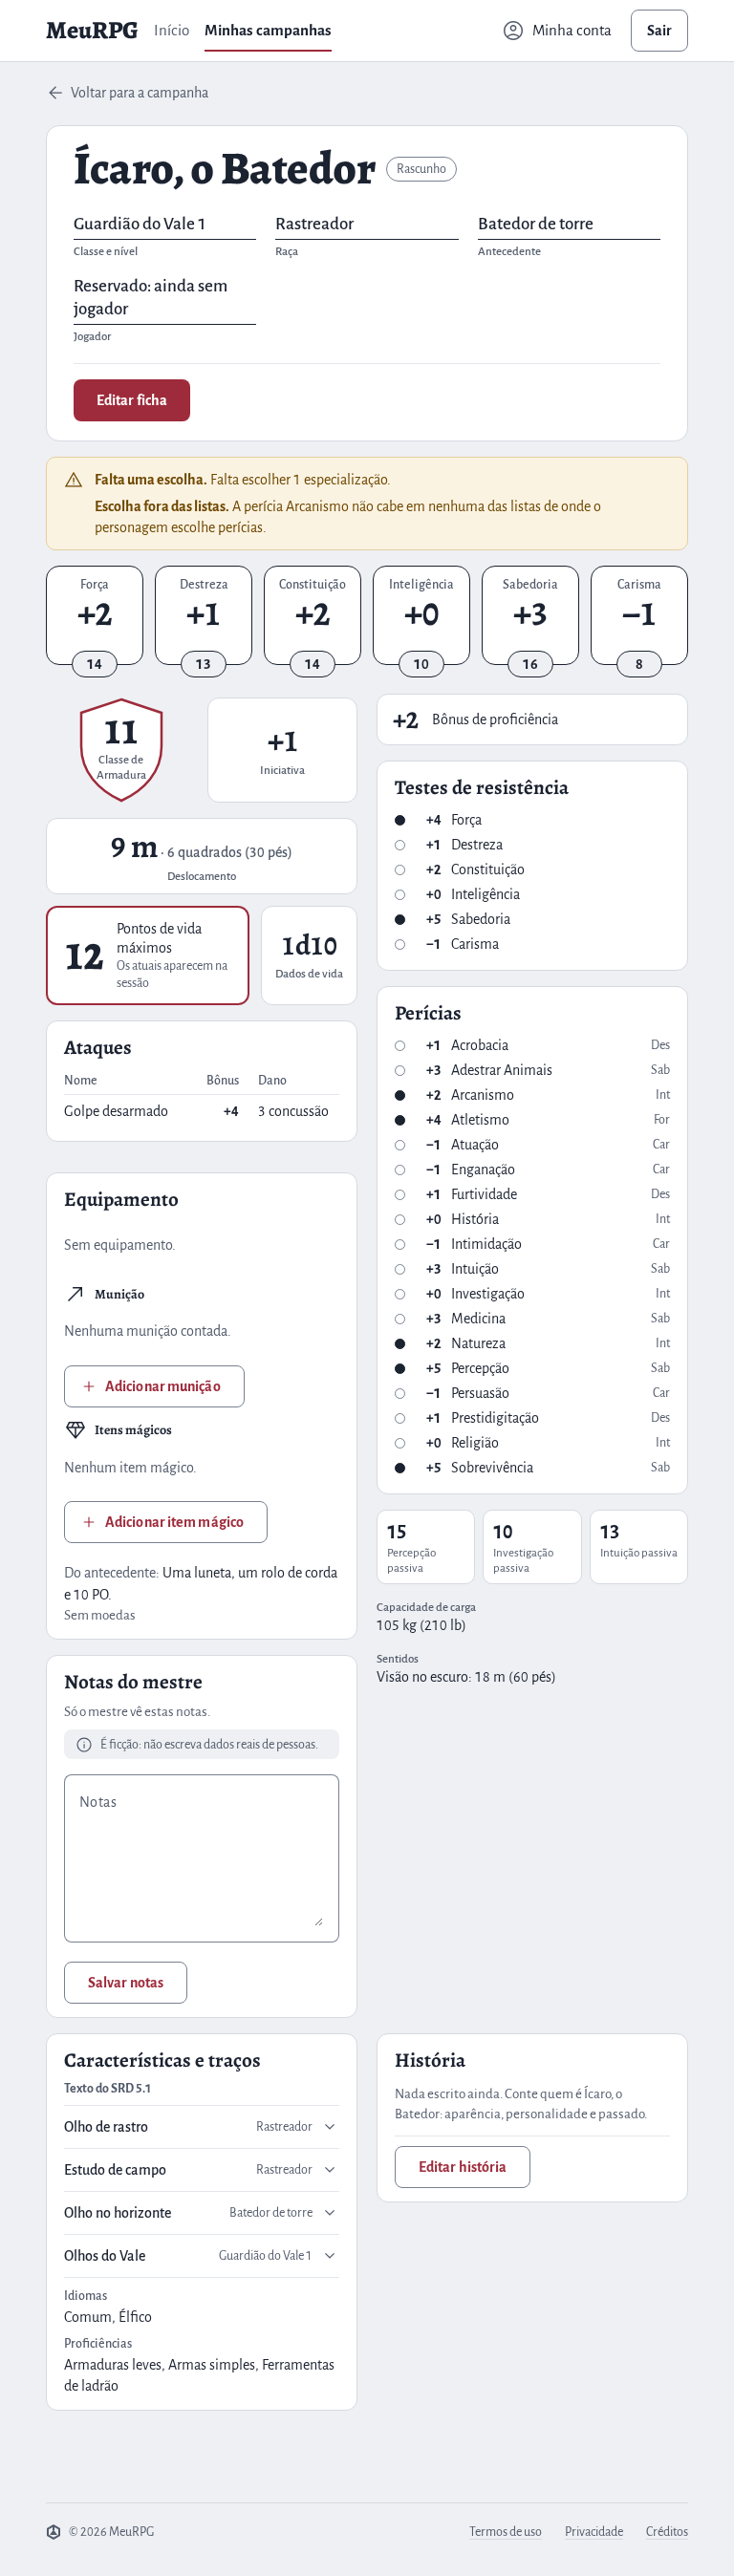 MeuRPG Início Minhas campanhas Minha conta Sair
Voltar para a campanha
Ícaro, o Batedor Rascunho
Guardião do Vale 1 Rastreador Batedor de torre
Classe e nível Raça Antecedente
Reservado: ainda sem
jogador
Jogador
Editar ficha
Falta uma escolha. Falta escolher 1 especialização.
Escolha fora das listas. A perícia Arcanismo não cabe em nenhuma das listas de onde o
personagem escolhe perícias.
Força Destreza Constituição Inteligência Sabedoria Carisma
+2 +1 +2 +0 +3 −1
14 13 14 10 16 8
11
Classe de
Armadura
+1
Iniciativa
9 m · 6 quadrados (30 pés)
Deslocamento
12
Pontos de vida
máximos
Os atuais aparecem na
sessão
1d10
Dados de vida
Ataques
Nome Bônus Dano
Golpe desarmado +4 3 concussão
Equipamento
Sem equipamento.
Munição
Nenhuma munição contada.
Adicionar munição
Itens mágicos
Nenhum item mágico.
Adicionar item mágico
Do antecedente: Uma luneta, um rolo de corda
e 10 PO.
Sem moedas
Notas do mestre
Só o mestre vê estas notas.
É ficção: não escreva dados reais de pessoas.
Notas
Salvar notas
+2 Bônus de proficiência
Testes de resistência
+4 Força
+1 Destreza
+2 Constituição
+0 Inteligência
+5 Sabedoria
−1 Carisma
Perícias
+1 Acrobacia Des
+3 Adestrar Animais Sab
+2 Arcanismo Int
+4 Atletismo For
−1 Atuação Car
−1 Enganação Car
+1 Furtividade Des
+0 História Int
−1 Intimidação Car
+3 Intuição Sab
+0 Investigação Int
+3 Medicina Sab
+2 Natureza Int
+5 Percepção Sab
−1 Persuasão Car
+1 Prestidigitação Des
+0 Religião Int
+5 Sobrevivência Sab
15
Percepção
passiva
10
Investigação
passiva
13
Intuição passiva
Capacidade de carga
105 kg (210 lb)
Sentidos
Visão no escuro: 18 m (60 pés)
Características e traços
Texto do SRD 5.1
Olho de rastro Rastreador
Estudo de campo Rastreador
Olho no horizonte Batedor de torre
Olhos do Vale Guardião do Vale 1
Idiomas
Comum, Élfico
Proficiências
Armaduras leves, Armas simples, Ferramentas
de ladrão
História
Nada escrito ainda. Conte quem é Ícaro, o
Batedor: aparência, personalidade e passado.
Editar história
© 2026 MeuRPG Termos de uso Privacidade Créditos